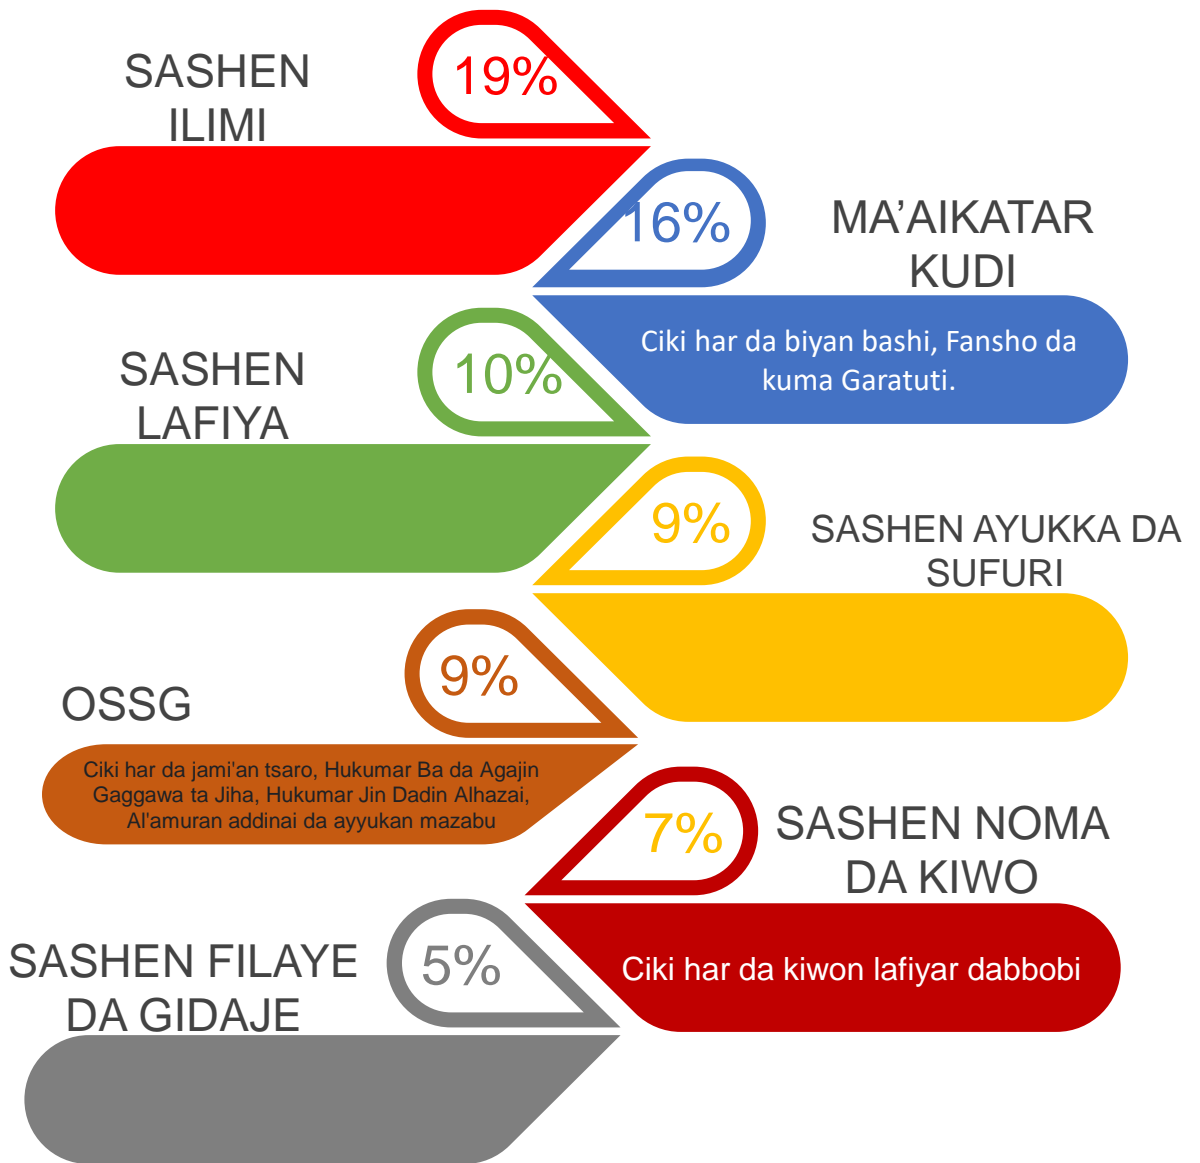 SASHEN
ILIMI
19%
16%
MA’AIKATAR
KUDI
Ciki har da biyan bashi, Fansho da
kuma Garatuti.
SASHEN
LAFIYA
10%
9%
SASHEN AYUKKA DA
SUFURI
OSSG
9%
Ciki har da jami'an tsaro, Hukumar Ba da Agajin
Gaggawa ta Jiha, Hukumar Jin Dadin Alhazai,
Al'amuran addinai da ayyukan mazabu
7%
SASHEN NOMA
DA KIWO
Ciki har da kiwon lafiyar dabbobi
SASHEN FILAYE
DA GIDAJE
5%